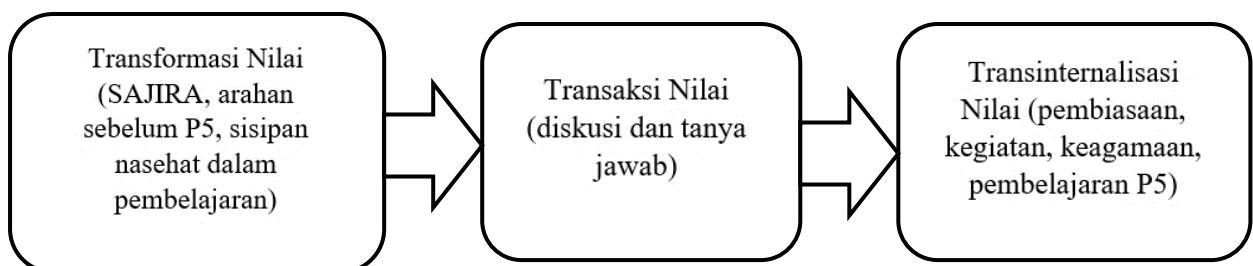 Transformasi Nilai
(SAJIRA, arahan
sebelum P5, sisipan
nasehat dalam
pembelajaran)
Transaksi Nilai
(diskusi dan tanya
jawab)
Transinternalisasi
Nilai (pembiasaan,
kegiatan, keagamaan,
pembelajaran P5)